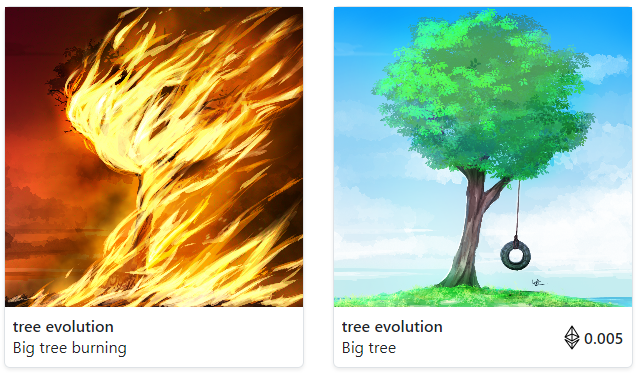 tree evolution
Big tree burning
tree evolution
Big tree
0.005